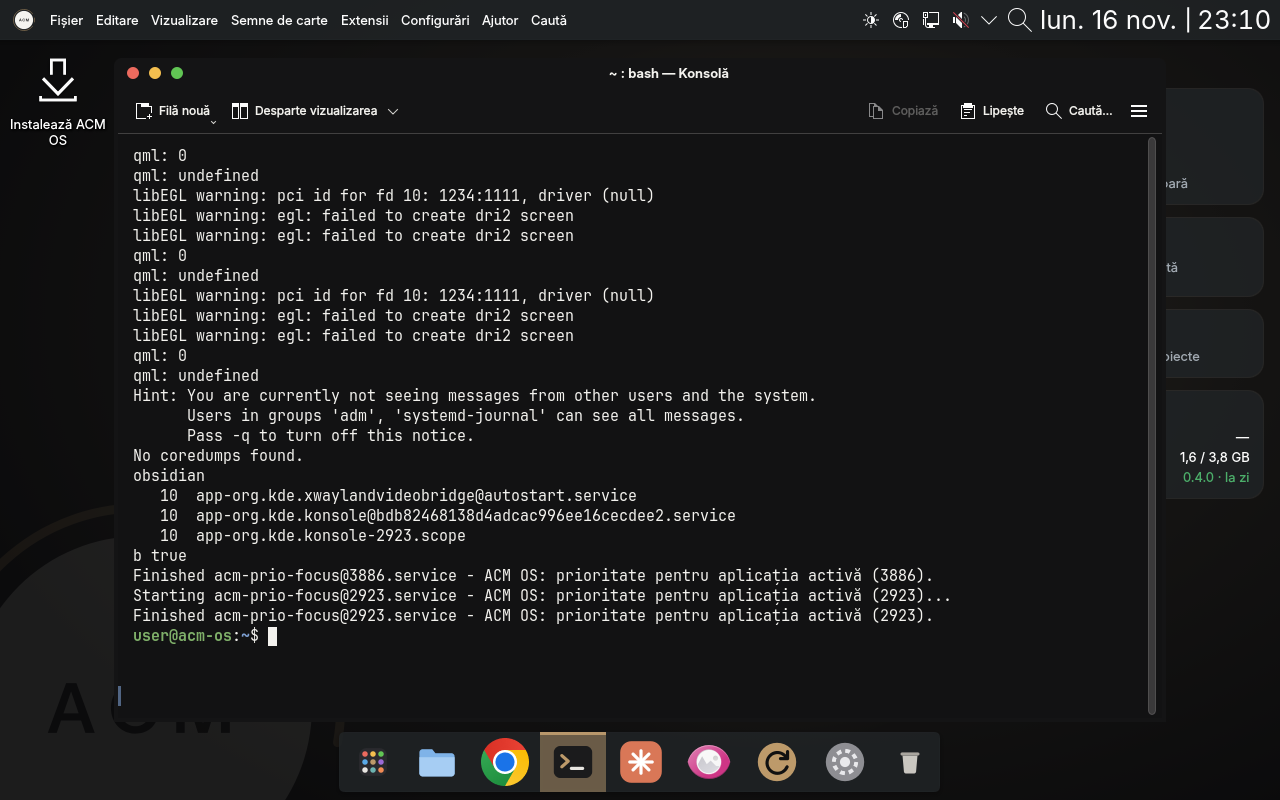 ACM Fișier Editare Vizualizare Semne de carte Extensii Configurări Ajutor Caută lun. 16 nov. | 23:10
Instalează ACM
OS
~ : bash — Konsolă
Filă nouă Desparte vizualizarea Copiază Lipește Caută...
qml: 0
qml: undefined
libEGL warning: pci id for fd 10: 1234:1111, driver (null)
libEGL warning: egl: failed to create dri2 screen
libEGL warning: egl: failed to create dri2 screen
qml: 0
qml: undefined
libEGL warning: pci id for fd 10: 1234:1111, driver (null)
libEGL warning: egl: failed to create dri2 screen
libEGL warning: egl: failed to create dri2 screen
qml: 0
qml: undefined
Hint: You are currently not seeing messages from other users and the system.
Users in groups 'adm', 'systemd-journal' can see all messages.
Pass -q to turn off this notice.
No coredumps found.
obsidian
10 app-org.kde.xwaylandvideobridge@autostart.service
10 app-org.kde.konsole@bdb82468138d4adcac996ee16cecdee2.service
10 app-org.kde.konsole-2923.scope
b true
Finished acm-prio-focus@3886.service - ACM OS: prioritate pentru aplicația activă (3886).
Starting acm-prio-focus@2923.service - ACM OS: prioritate pentru aplicația activă (2923)...
Finished acm-prio-focus@2923.service - ACM OS: prioritate pentru aplicația activă (2923).
user@acm-os:~$
—
1,6 / 3,8 GB
0.4.0 · la zi
ACM